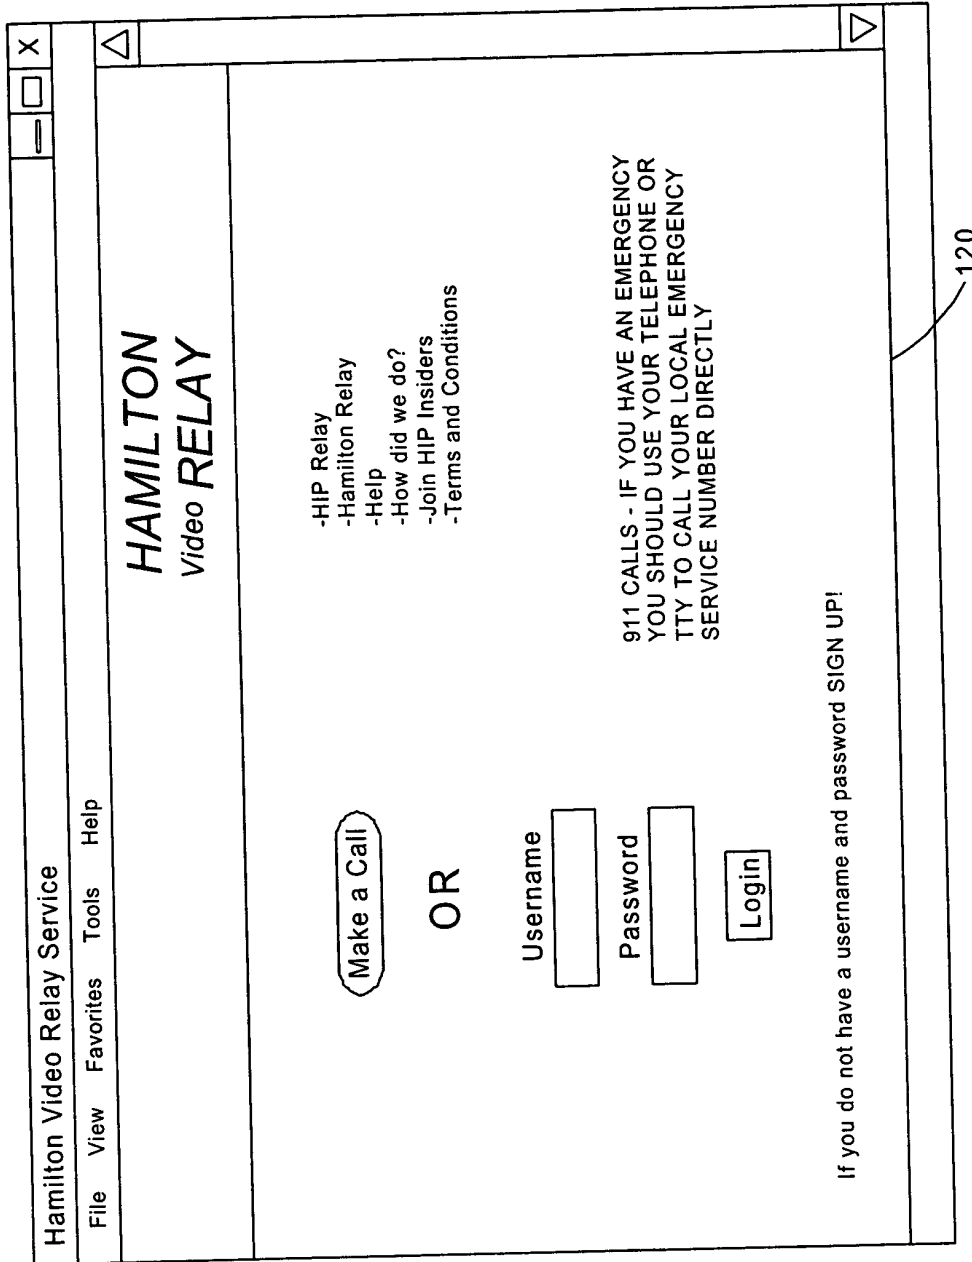 Hamilton Video Relay Service
X
File View Favorites Tools Help
HAMILTON
Video RELAY
Make a Call
OR
Username
Password
Login
-HIP Relay
-Hamilton Relay
-Help
-How did we do?
-Join HIP Insiders
-Terms and Conditions
911 CALLS - IF YOU HAVE AN EMERGENCY
YOU SHOULD USE YOUR TELEPHONE OR
TTY TO CALL YOUR LOCAL EMERGENCY
SERVICE NUMBER DIRECTLY
If you do not have a username and password SIGN UP!
120